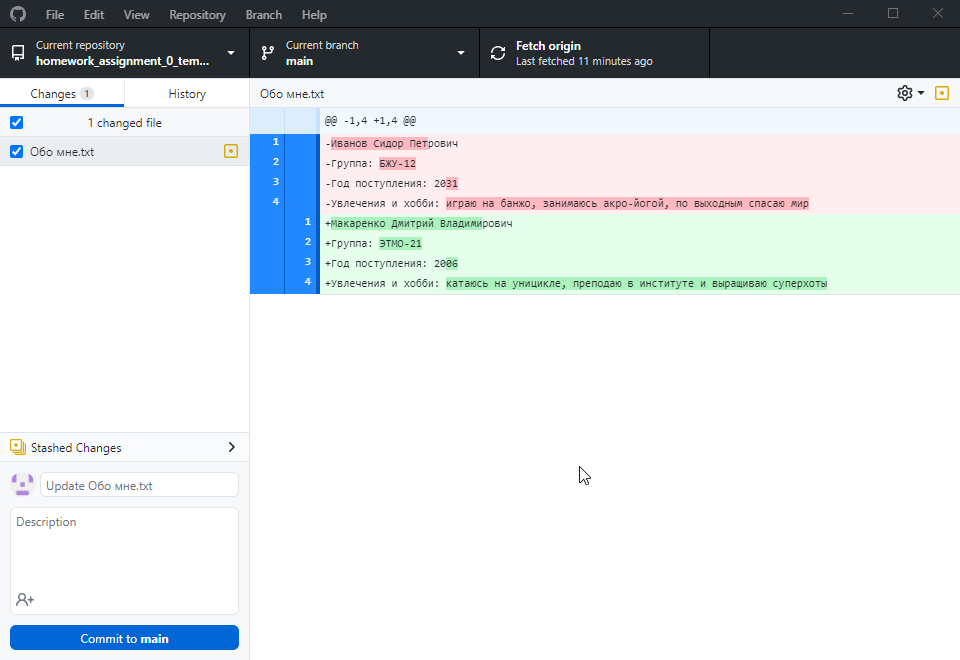 File Edit View Repository Branch Help
Current repository
homework_assignment_0_tem...
Current branch
main
Fetch origin
Last fetched 11 minutes ago
Changes 1
History
1 changed file
Обо мне.txt
Stashed Changes
Update Обо мне.txt
Description
Commit to main
Обо мне.txt
@@ -1,4 +1,4 @@
1 -Иванов Сидор Петрович
2 -Группа: БЖУ-12
3 -Год поступления: 2031
4 -Увлечения и хобби: играю на банжо, занимаюсь акро-йогой, по выходным спасаю мир
1 +Макаренко Дмитрий Владимирович
2 +Группа: ЭТМО-21
3 +Год поступления: 2006
4 +Увлечения и хобби: катаюсь на уницикле, преподаю в институте и выращиваю суперхоты